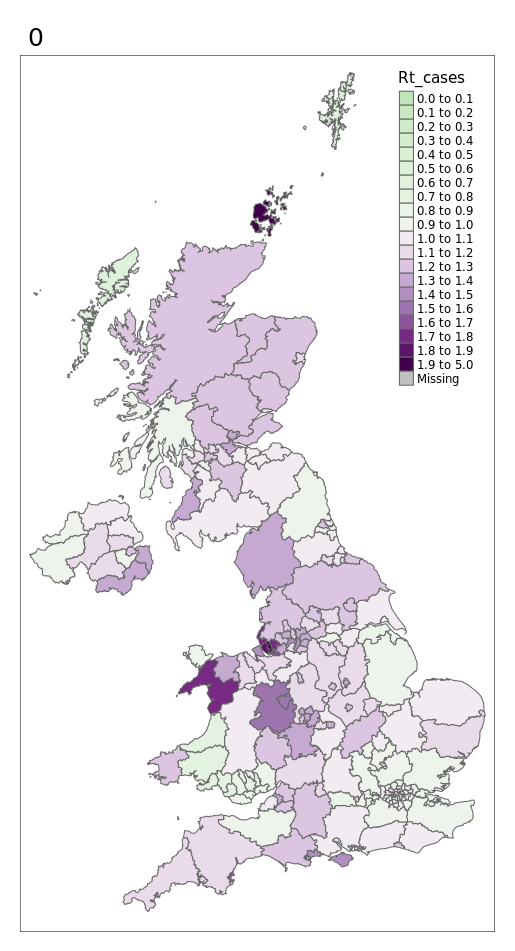 0
Rt_cases
0.0 to 0.1
0.1 to 0.2
0.2 to 0.3
0.3 to 0.4
0.4 to 0.5
0.5 to 0.6
0.6 to 0.7
0.7 to 0.8
0.8 to 0.9
0.9 to 1.0
1.0 to 1.1
1.1 to 1.2
1.2 to 1.3
1.3 to 1.4
1.4 to 1.5
1.5 to 1.6
1.6 to 1.7
1.7 to 1.8
1.8 to 1.9
1.9 to 5.0
Missing